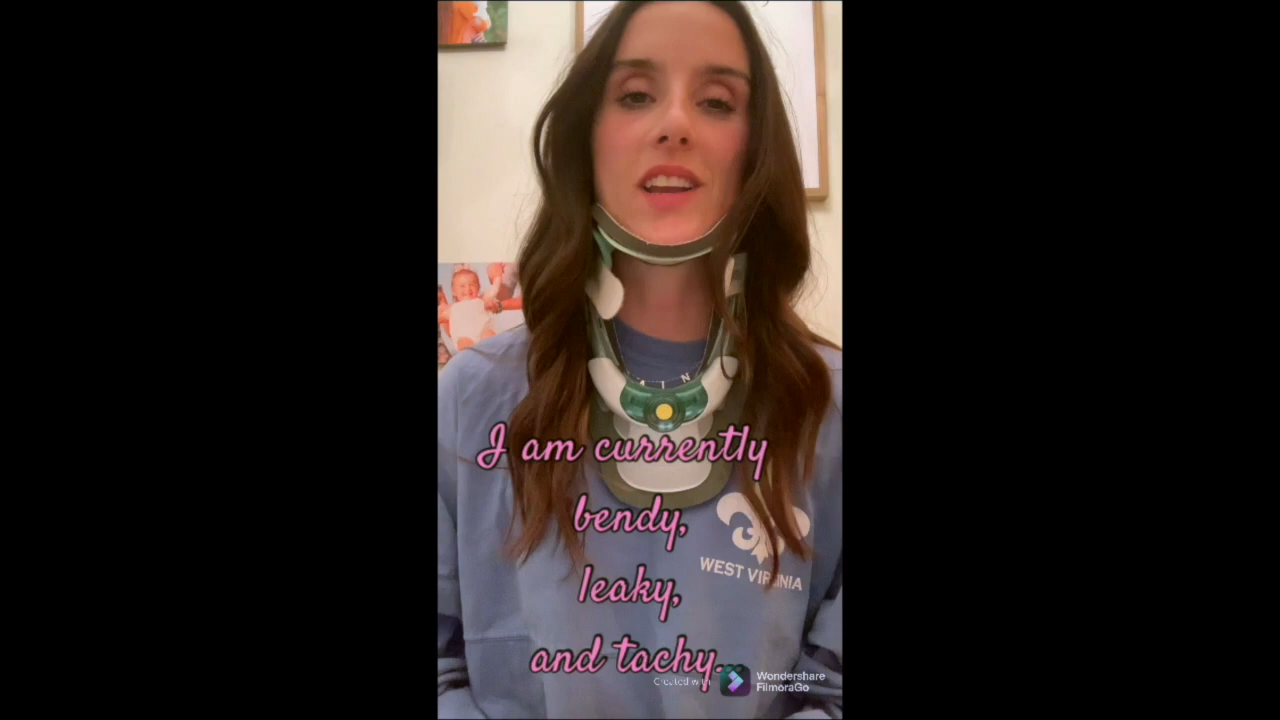 A I N
I am currently
bendy,
leaky,
and tachy...
WEST VIRGINIA
Created with
Wondershare
FilmoraGo